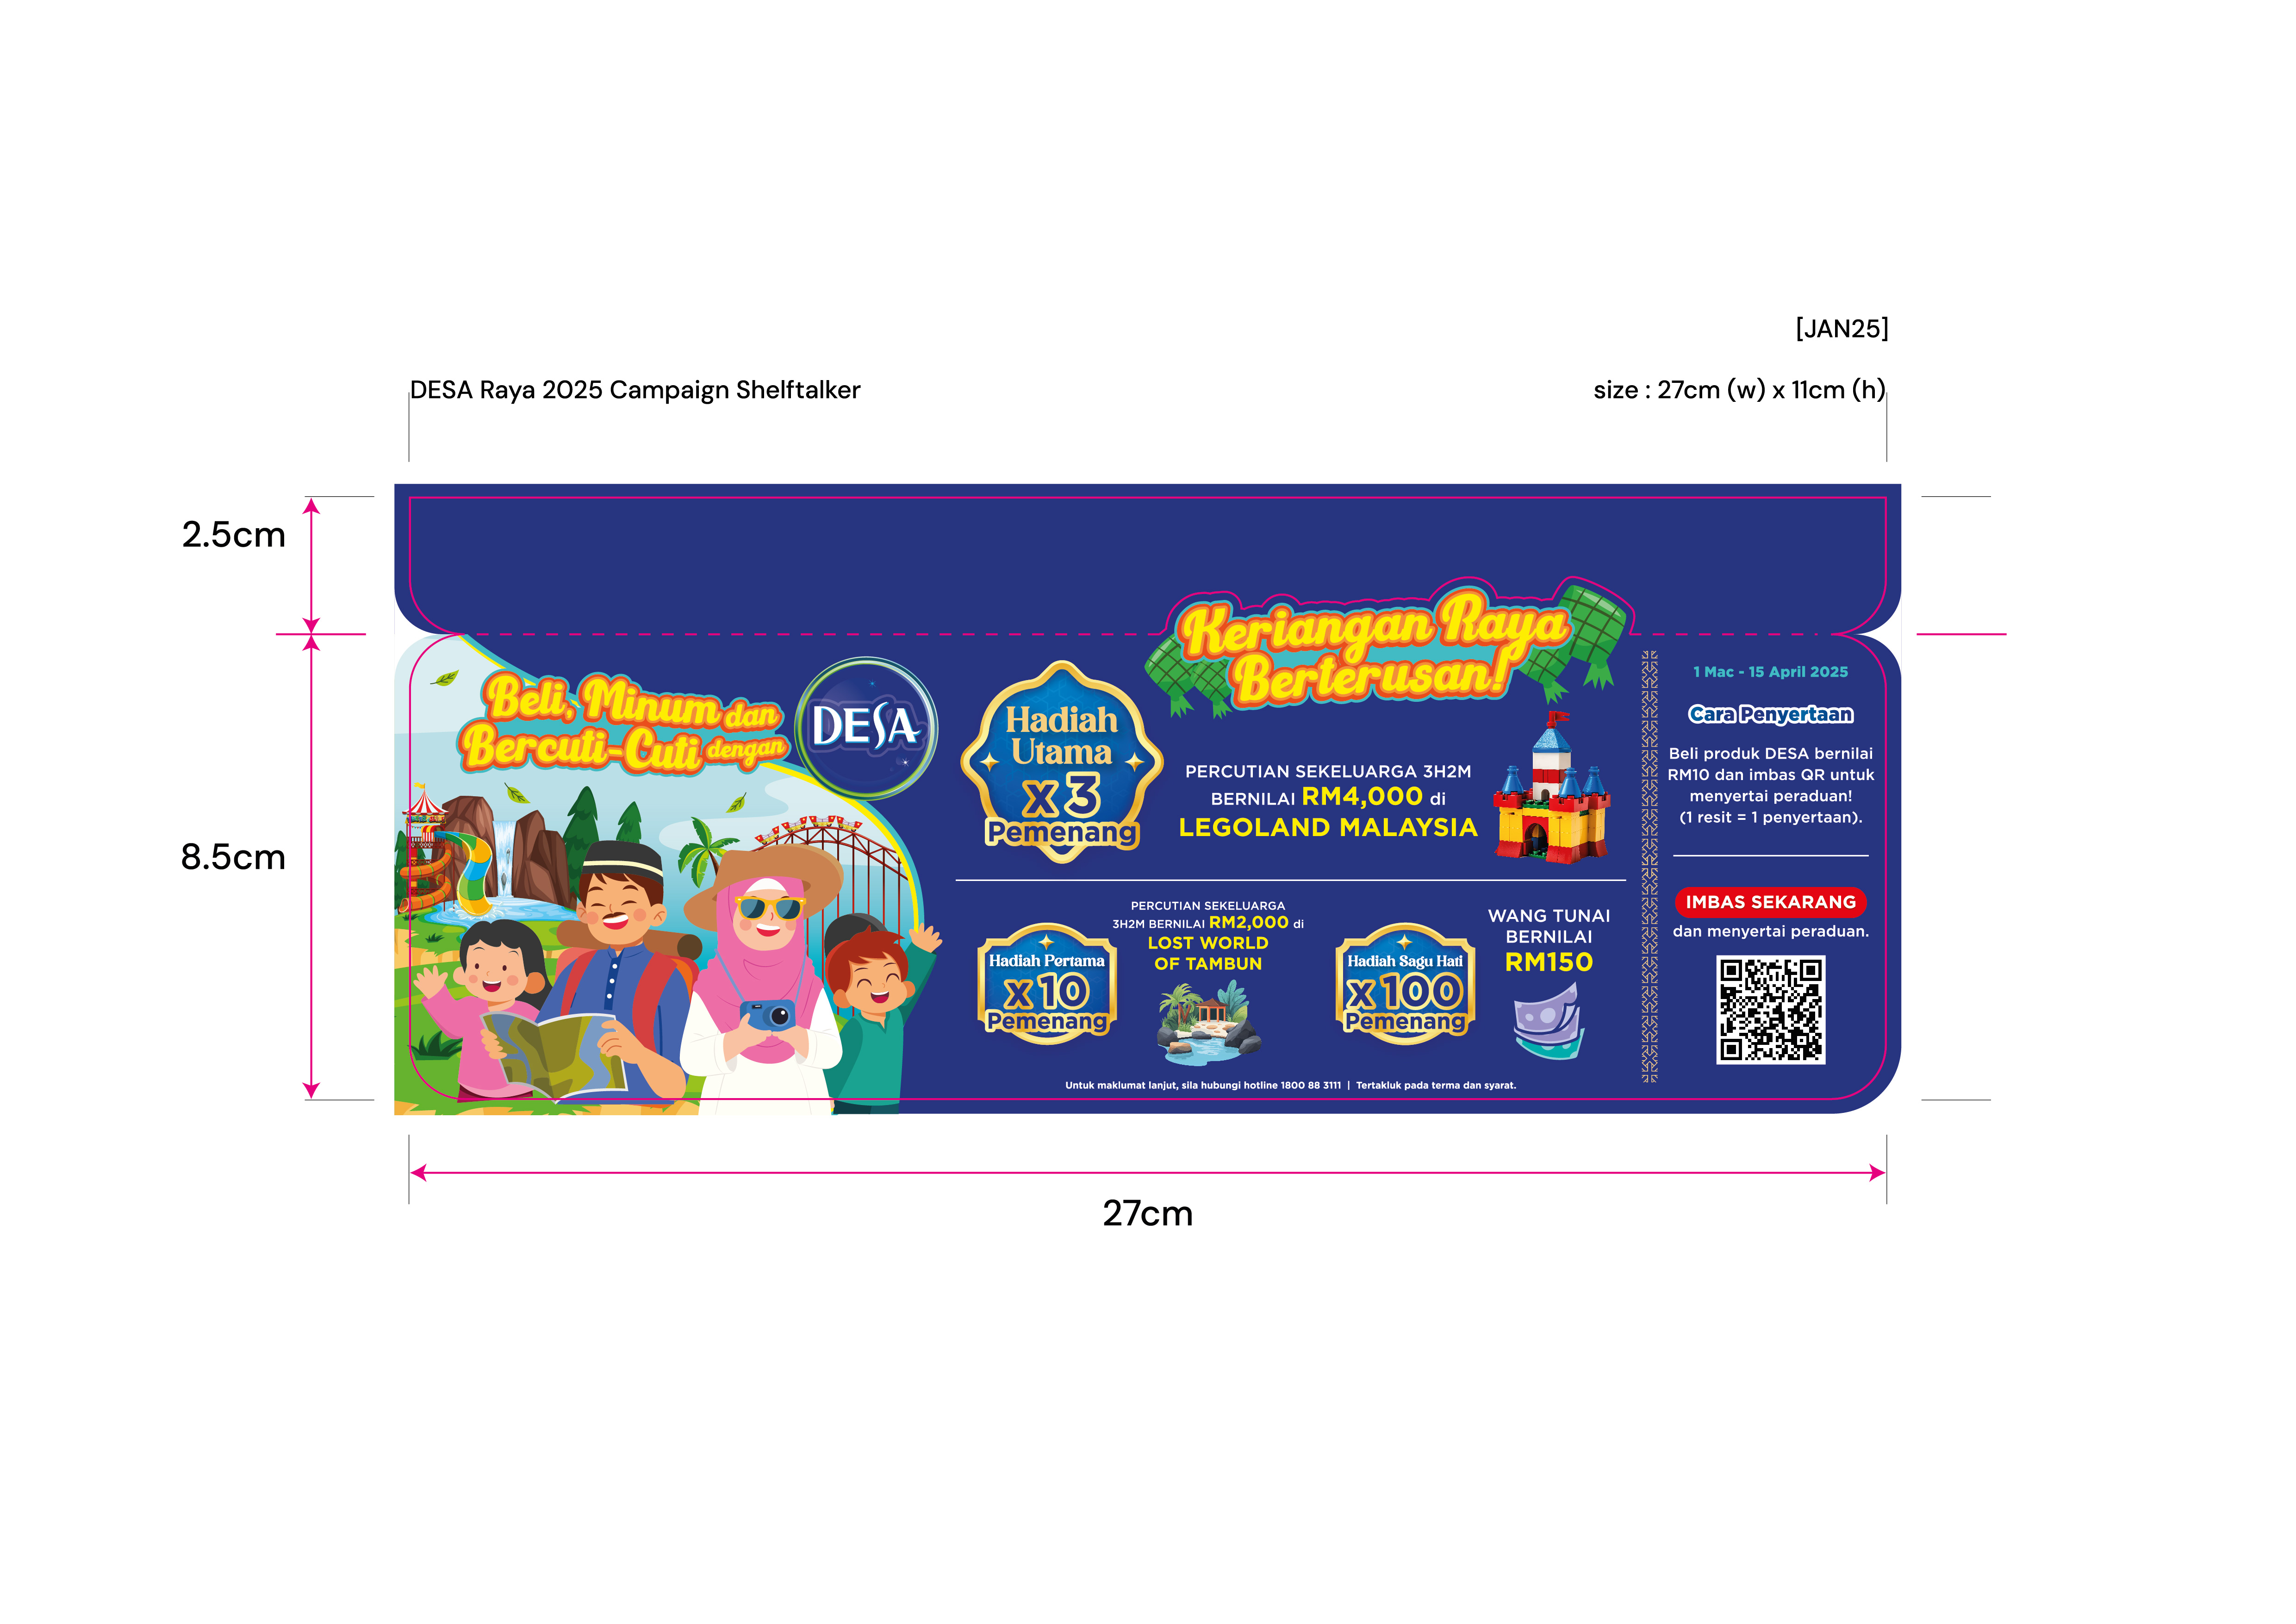 [JAN25]
DESA Raya 2025 Campaign Shelftalker
size : 27cm (w) x 11cm (h)
2.5cm
8.5cm
27cm
Beli, Minum dan
Bercuti-Cuti dengan
DESA
Keriangan Raya
Berterusan!
Hadiah
Utama
x 3
Pemenang
PERCUTIAN SEKELUARGA 3H2M
BERNILAI RM4,000 di
LEGOLAND MALAYSIA
Hadiah Pertama
x 10
Pemenang
PERCUTIAN SEKELUARGA
3H2M BERNILAI RM2,000 di
LOST WORLD
OF TAMBUN
Hadiah Sagu Hati
x 100
Pemenang
WANG TUNAI
BERNILAI
RM150
Untuk maklumat lanjut, sila hubungi hotline 1800 88 3111 | Tertakluk pada terma dan syarat.
1 Mac - 15 April 2025
Cara Penyertaan
Beli produk DESA bernilai
RM10 dan imbas QR untuk
menyertai peraduan!
(1 resit = 1 penyertaan).
IMBAS SEKARANG
dan menyertai peraduan.